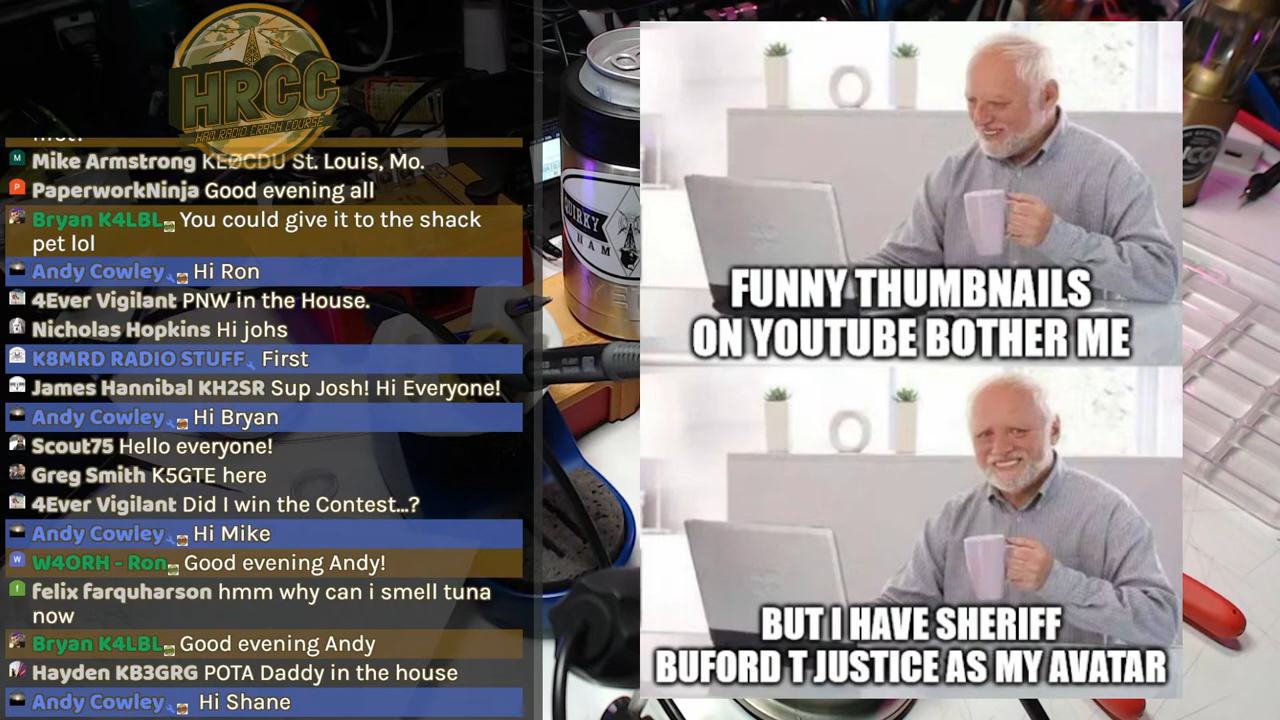 HRCC
HAM RADIO CRASH COURSE
Mike Armstrong KEØCDU St. Louis, Mo.
PaperworkNinja Good evening all
Bryan K4LBL You could give it to the shack
pet lol
Andy Cowley Hi Ron
4Ever Vigilant PNW in the House.
Nicholas Hopkins Hi johs
K8MRD RADIO STUFF First
James Hannibal KH2SR Sup Josh! Hi Everyone!
Andy Cowley Hi Bryan
Scout75 Hello everyone!
Greg Smith K5GTE here
4Ever Vigilant Did I win the Contest...?
Andy Cowley Hi Mike
W4ORH - Ron Good evening Andy!
felix farquharson hmm why can i smell tuna
now
Bryan K4LBL Good evening Andy
Hayden KB3GRG POTA Daddy in the house
Andy Cowley Hi Shane
QUIRKY
HAM
FUNNY THUMBNAILS
ON YOUTUBE BOTHER ME
BUT I HAVE SHERIFF
BUFORD T JUSTICE AS MY AVATAR